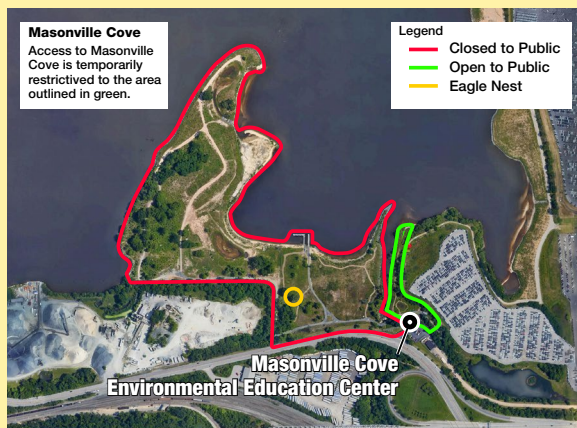 Masonville Cove
Access to Masonville
Cove is temporarily
restrictived to the area
outlined in green.
Legend
Closed to Public
Open to Public
Eagle Nest
Masonville Cove
Environmental Education Center